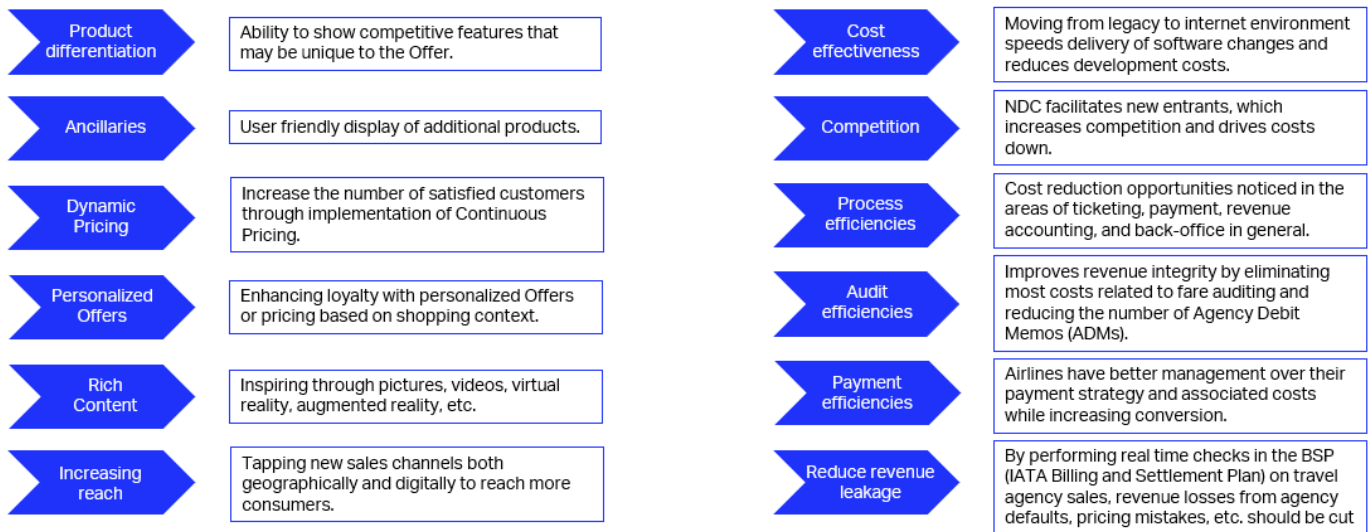 Product
differentiation
Ability to show competitive features that
may be unique to the Offer.
Ancillaries
User friendly display of additional products.
Dynamic
Pricing
Increase the number of satisfied customers
through implementation of Continuous
Pricing.
Personalized
Offers
Enhancing loyalty with personalized Offers
or pricing based on shopping context.
Rich
Content
Inspiring through pictures, videos, virtual
reality, augmented reality, etc.
Increasing
reach
Tapping new sales channels both
geographically and digitally to reach more
consumers.
Cost
effectiveness
Moving from legacy to internet environment
speeds delivery of software changes and
reduces development costs.
Competition
NDC facilitates new entrants, which
increases competition and drives costs
down.
Process
efficiencies
Cost reduction opportunities noticed in the
areas of ticketing, payment, revenue
accounting, and back-office in general.
Audit
efficiencies
Improves revenue integrity by eliminating
most costs related to fare auditing and
reducing the number of Agency Debit
Memos (ADMs).
Payment
efficiencies
Airlines have better management over their
payment strategy and associated costs
while increasing conversion.
Reduce revenue
leakage
By performing real time checks in the BSP
(IATA Billing and Settlement Plan) on travel
agency sales, revenue losses from agency
defaults, pricing mistakes, etc. should be cut